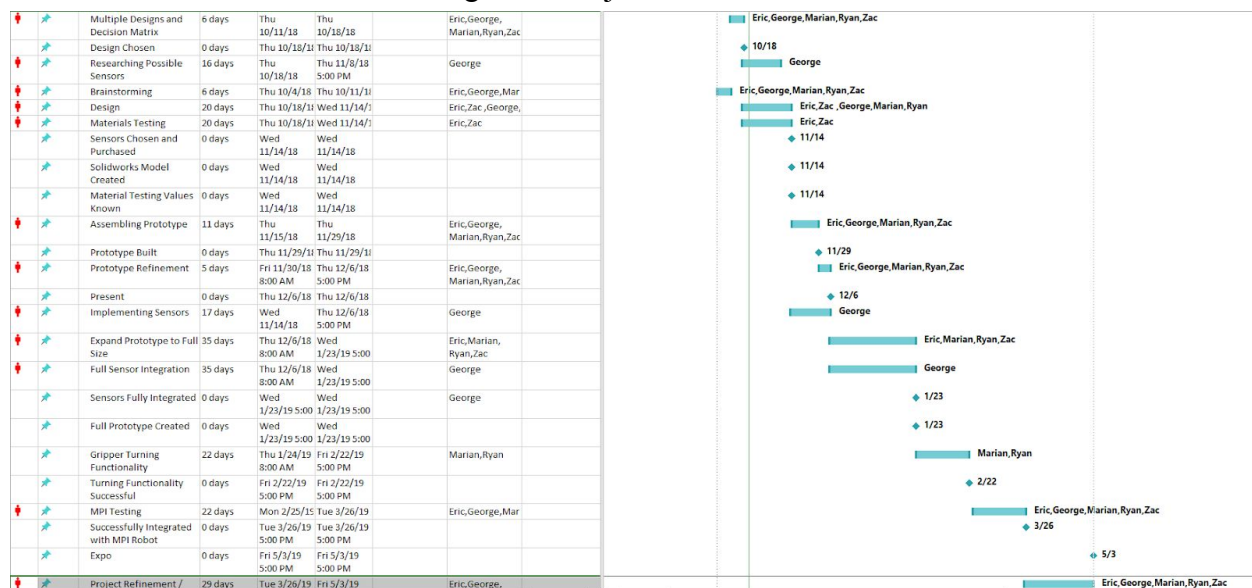 Multiple Designs and 6 days Thu Thu Eric,George, Eric,George,Marian,Ryan,Zac
Decision Matrix 10/11/18 10/18/18 Marian,Ryan,Zac
Design Chosen 0 days Thu 10/18/1 Thu 10/18/1 10/18
Researching Possible 16 days Thu Thu 11/8/18 George George
Sensors 10/18/18 5:00 PM
Brainstorming 6 days Thu 10/4/18 Thu 10/11/1 Eric,George,Mar Eric,George,Marian,Ryan,Zac
Design 20 days Thu 10/18/1 Wed 11/14/1 Eric,Zac ,George, Eric,Zac ,George,Marian,Ryan
Materials Testing 20 days Thu 10/18/1 Wed 11/14/1 Eric,Zac Eric,Zac
Sensors Chosen and 0 days Wed Wed 11/14
Purchased 11/14/18 11/14/18
Solidworks Model 0 days Wed Wed 11/14
Created 11/14/18 11/14/18
Material Testing Values 0 days Wed Wed 11/14
Known 11/14/18 11/14/18
Assembling Prototype 11 days Thu Thu Eric,George, Eric,George,Marian,Ryan,Zac
11/15/18 11/29/18 Marian,Ryan,Zac
Prototype Built 0 days Thu 11/29/1 Thu 11/29/1 11/29
Prototype Refinement 5 days Fri 11/30/18 Thu 12/6/18 Eric,George, Eric,George,Marian,Ryan,Zac
8:00 AM 5:00 PM Marian,Ryan,Zac
Present 0 days Thu 12/6/18 Thu 12/6/18 12/6
Implementing Sensors 17 days Wed Thu 12/6/18 George George
11/14/18 5:00 PM
Expand Prototype to Full 35 days Thu 12/6/18 Wed Eric,Marian, Eric,Marian,Ryan,Zac
Size 8:00 AM 1/23/19 5:00 Ryan,Zac
Full Sensor Integration 35 days Thu 12/6/18 Wed George George
8:00 AM 1/23/19 5:00
Sensors Fully Integrated 0 days Wed Wed George 1/23
1/23/19 5:00 1/23/19 5:00
Full Prototype Created 0 days Wed Wed 1/23
1/23/19 5:00 1/23/19 5:00
Gripper Turning 22 days Thu 1/24/19 Fri 2/22/19 Marian,Ryan Marian,Ryan
Functionality 8:00 AM 5:00 PM
Turning Functionality 0 days Fri 2/22/19 Fri 2/22/19 2/22
Successful 5:00 PM 5:00 PM
MPI Testing 22 days Mon 2/25/19 Tue 3/26/19 Eric,George,Mar Eric,George,Marian,Ryan,Zac
Successfully Integrated 0 days Tue 3/26/19 Tue 3/26/19 3/26
with MPI Robot 5:00 PM 5:00 PM
Expo 0 days Fri 5/3/19 Fri 5/3/19 5/3
5:00 PM 5:00 PM
Project Refinement / 29 days Tue 3/26/19 Fri 5/3/19 Eric,George, Eric,George,Marian,Ryan,Zac